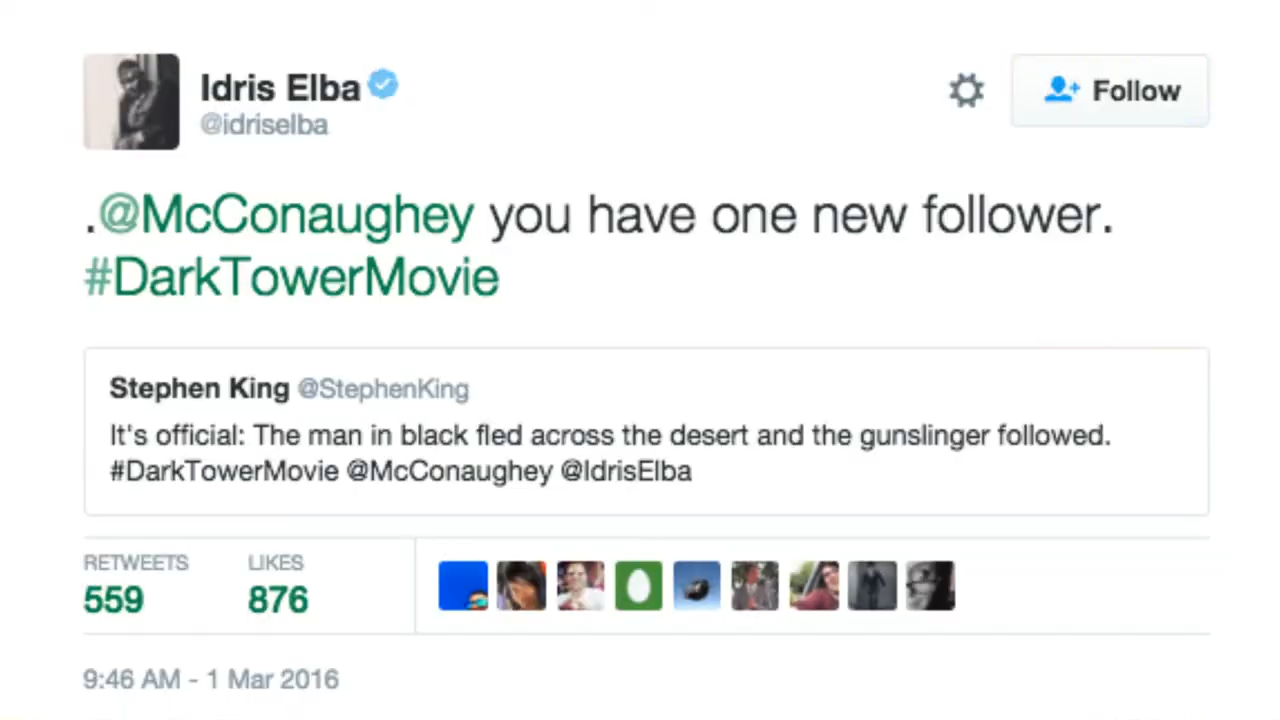 Idris Elba
@idriselba
Follow
.@McConaughey you have one new follower.
#DarkTowerMovie
Stephen King @StephenKing
It's official: The man in black fled across the desert and the gunslinger followed.
#DarkTowerMovie @McConaughey @IdrisElba
RETWEETS LIKES
559 876
9:46 AM - 1 Mar 2016